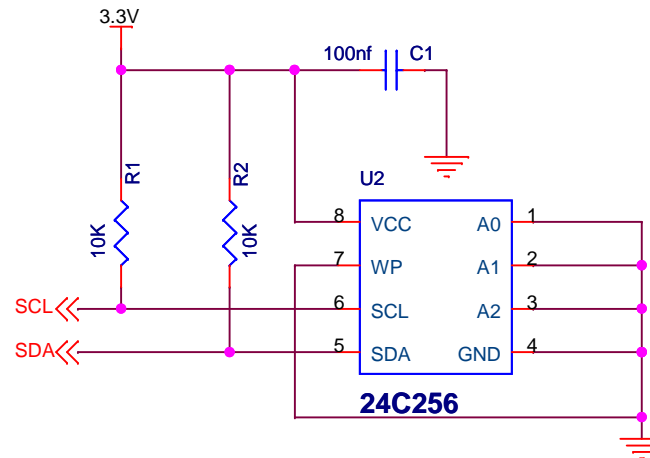 3.3V
100nf C1
R1
R2
U2
10K
10K
8 VCC A0 1
7 WP A1 2
SCL 6 SCL A2 3
SDA 5 SDA GND 4
24C256